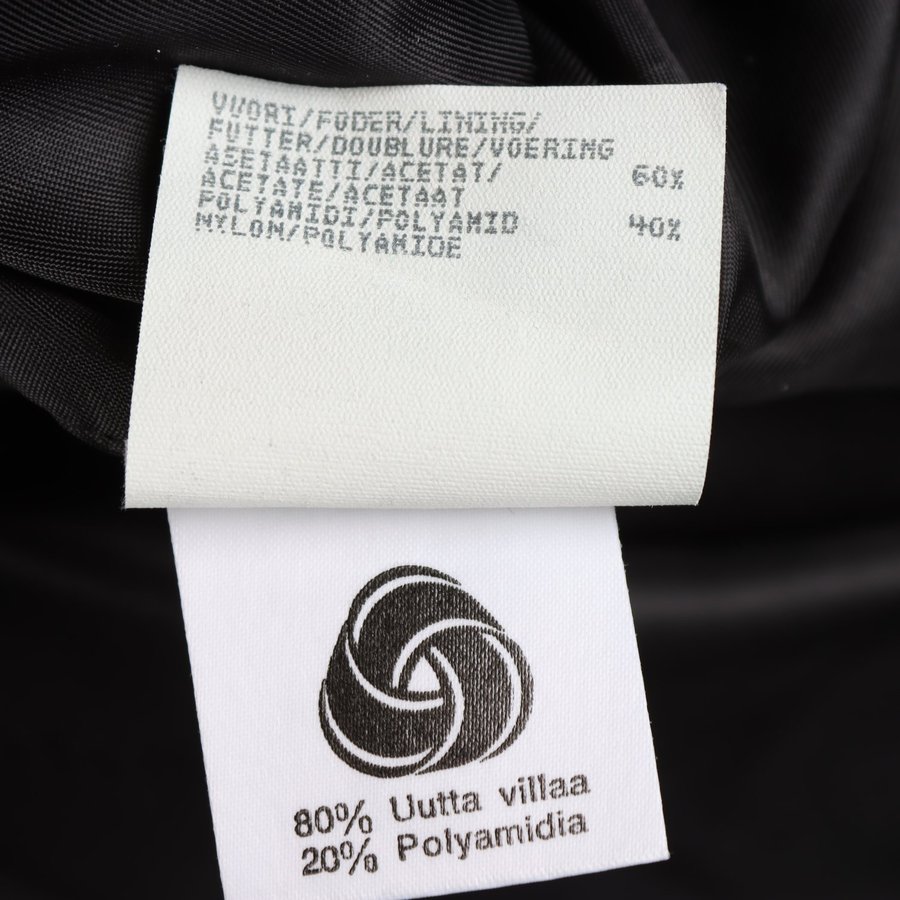 VUORI/FODER/LINING/
FUTTER/DOUBLURE/VOERING
ASETAATTI/ACETAT/ 60%
ACETATE/ACETAAT
POLYAMIDI/POLYAMID 40%
NYLON/POLYAMIDE
80% Uutta villaa
20% Polyamidia